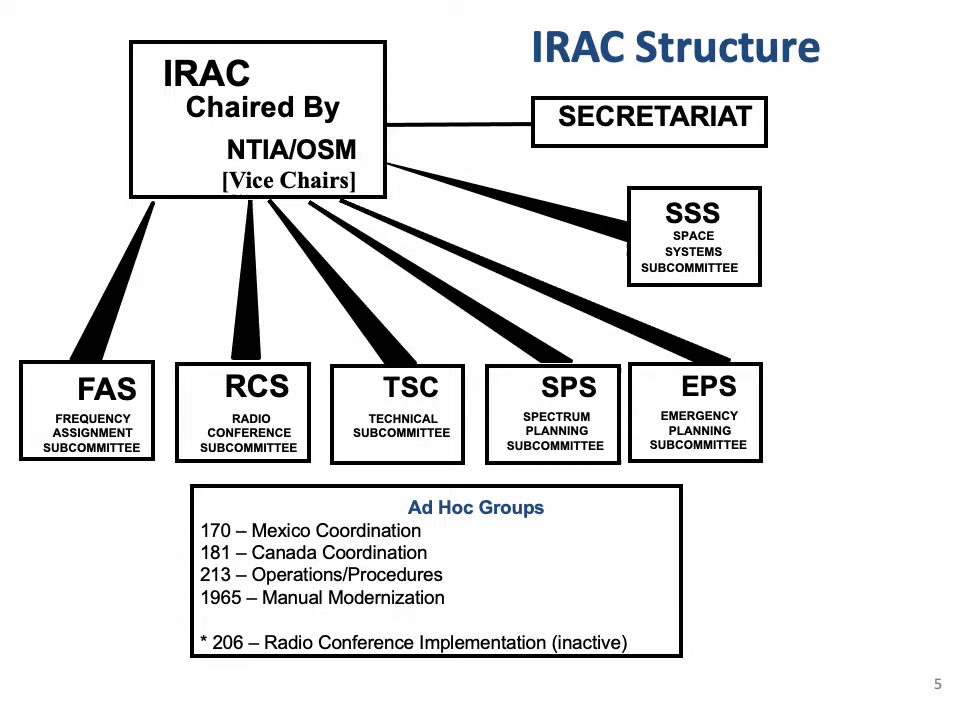 IRAC Structure
IRAC
Chaired By
NTIA/OSM
[Vice Chairs]
SECRETARIAT
SSS
SPACE
SYSTEMS
SUBCOMMITTEE
FAS
FREQUENCY
ASSIGNMENT
SUBCOMMITTEE
RCS
RADIO
CONFERENCE
SUBCOMMITTEE
TSC
TECHNICAL
SUBCOMMITTEE
SPS
SPECTRUM
PLANNING
SUBCOMMITTEE
EPS
EMERGENCY
PLANNING
SUBCOMMITTEE
Ad Hoc Groups
170 – Mexico Coordination
181 – Canada Coordination
213 – Operations/Procedures
1965 – Manual Modernization
* 206 – Radio Conference Implementation (inactive)
5